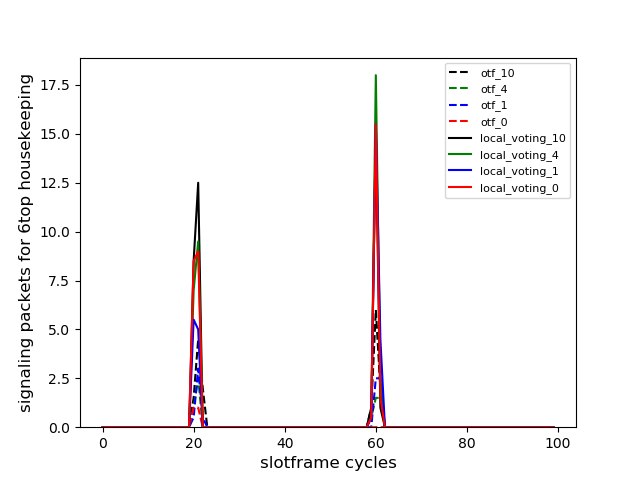 signaling packets for 6top housekeeping
17.5
15.0
12.5
10.0
7.5
5.0
2.5
0.0
0 20 40 60 80 100
slotframe cycles
otf_10
otf_4
otf_1
otf_0
local_voting_10
local_voting_4
local_voting_1
local_voting_0